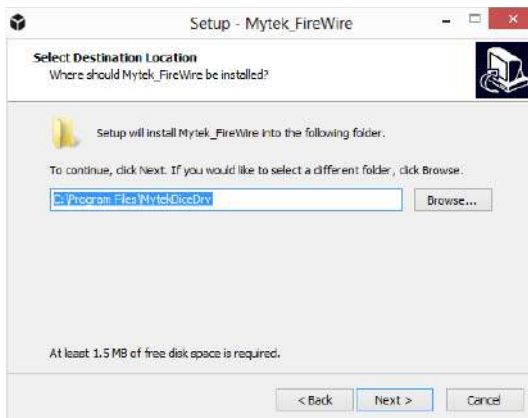 Setup - Mytek_FireWire
Select Destination Location
Where should Mytek_FireWire be installed?
Setup will install Mytek_FireWire into the following folder.
To continue, click Next. If you would like to select a different folder, click Browse.
C:\Program Files\MytekDiceDrv
Browse...
At least 1.5 MB of free disk space is required.
< Back
Next >
Cancel